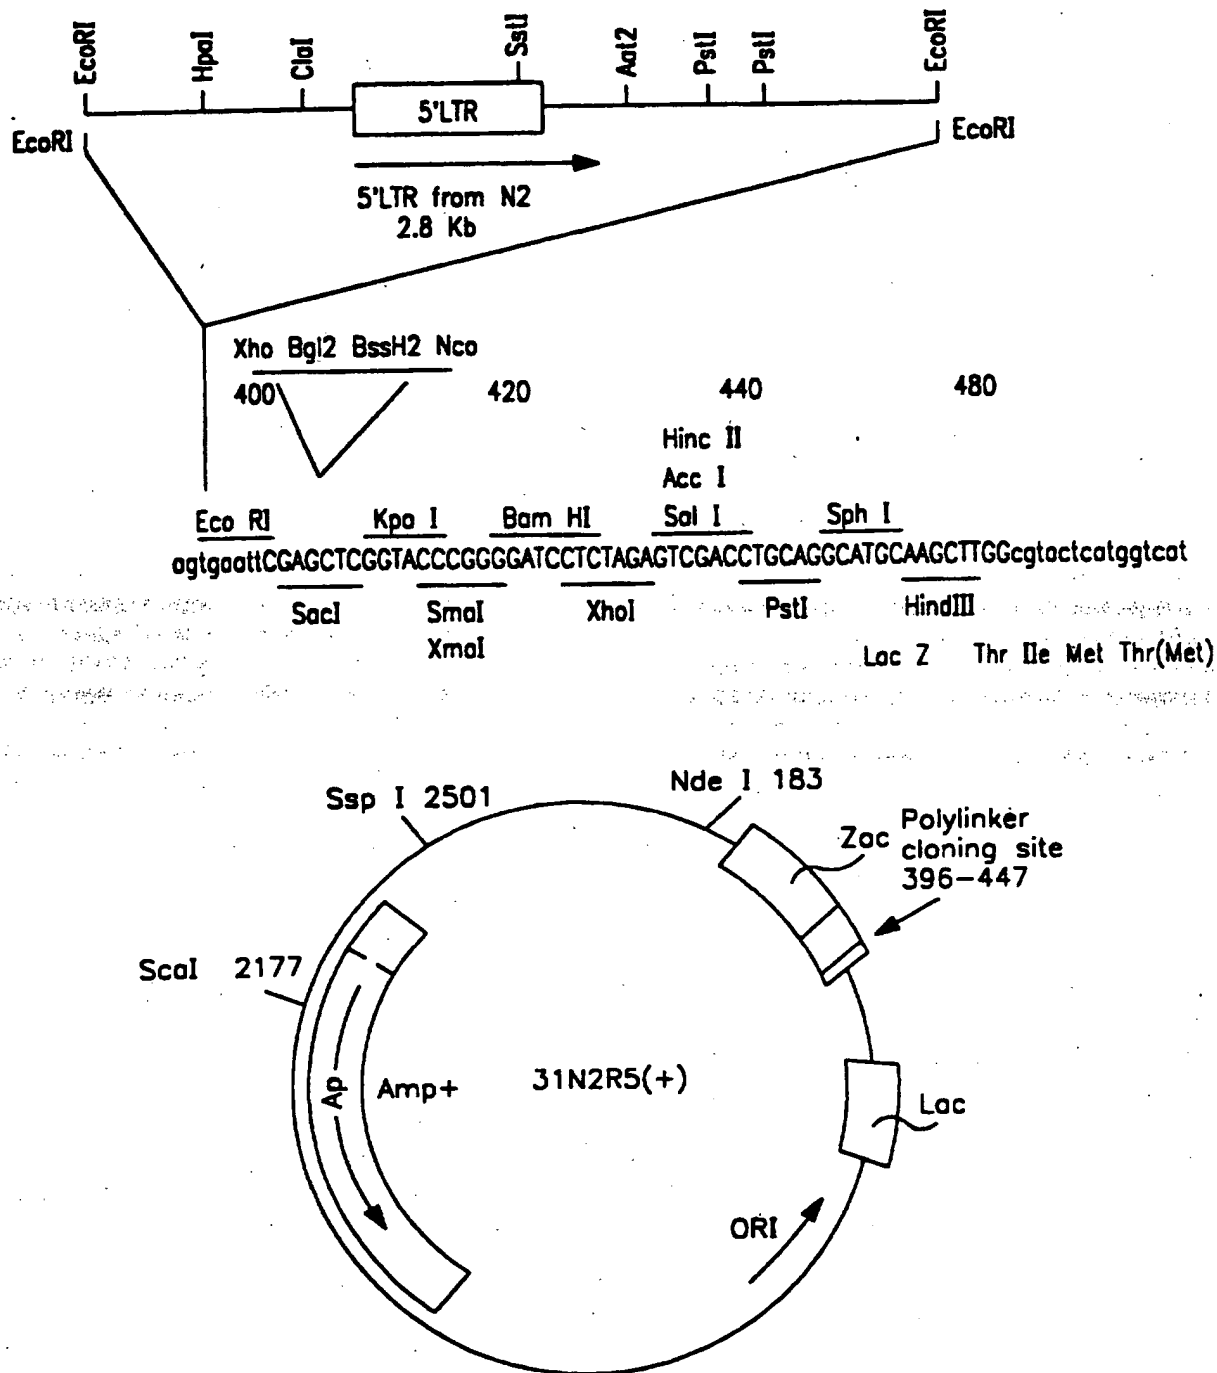 EcoRI HpaI ClaI SstI Aat2 PstI PstI EcoRI
5'LTR
EcoRI EcoRI
5'LTR from N2
2.8 Kb
Xho Bgl2 BssH2 Nco
400 420 440 480
Hinc II
Acc I
Eco RI Kpo I Bam HI Sal I Sph I
agtgaattCGAGCTCGGTACCCGGGGATCCTCTAGAGTCGACCTGCAGGCATGCAAGCTTGGcgtactcatggtcat
SacI SmaI XhoI PstI HindIII
XmaI
Lac Z Thr Ile Met Thr(Met)
Nde I 183
Ssp I 2501
Zac
Polylinker
cloning site
396-447
ScaI 2177
Ap
Amp+
31N2R5(+)
Lac
ORI